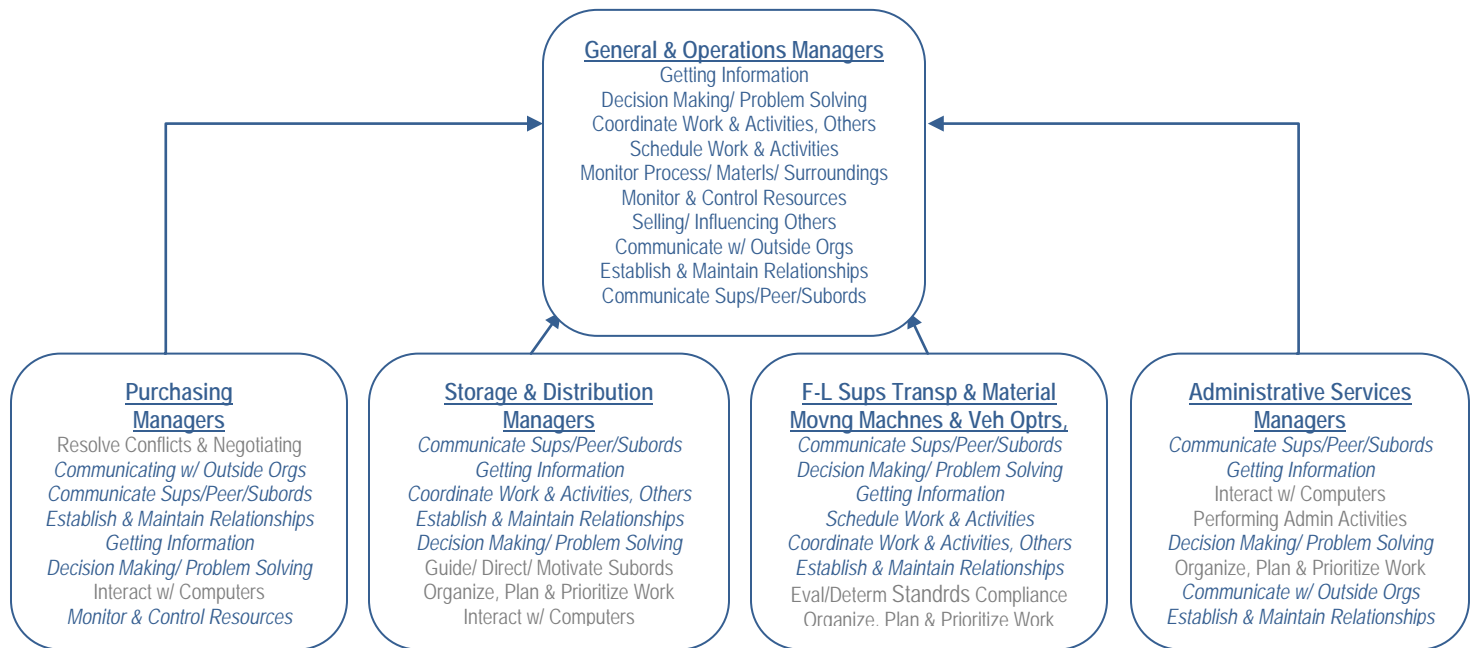 General & Operations Managers
Getting Information
Decision Making/ Problem Solving
Coordinate Work & Activities, Others
Schedule Work & Activities
Monitor Process/ Materls/ Surroundings
Monitor & Control Resources
Selling/ Influencing Others
Communicate w/ Outside Orgs
Establish & Maintain Relationships
Communicate Sups/Peer/Subords
Purchasing
Managers
Resolve Conflicts & Negotiating
Communicating w/ Outside Orgs
Communicate Sups/Peer/Subords
Establish & Maintain Relationships
Getting Information
Decision Making/ Problem Solving
Interact w/ Computers
Monitor & Control Resources
Storage & Distribution
Managers
Communicate Sups/Peer/Subords
Getting Information
Coordinate Work & Activities, Others
Establish & Maintain Relationships
Decision Making/ Problem Solving
Guide/ Direct/ Motivate Subords
Organize, Plan & Prioritize Work
Interact w/ Computers
F-L Sups Transp & Material
Movng Machnes & Veh Optrs,
Communicate Sups/Peer/Subords
Decision Making/ Problem Solving
Getting Information
Schedule Work & Activities
Coordinate Work & Activities, Others
Establish & Maintain Relationships
Eval/Determ Standrds Compliance
Organize, Plan & Prioritize Work
Administrative Services
Managers
Communicate Sups/Peer/Subords
Getting Information
Interact w/ Computers
Performing Admin Activities
Decision Making/ Problem Solving
Organize, Plan & Prioritize Work
Communicate w/ Outside Orgs
Establish & Maintain Relationships